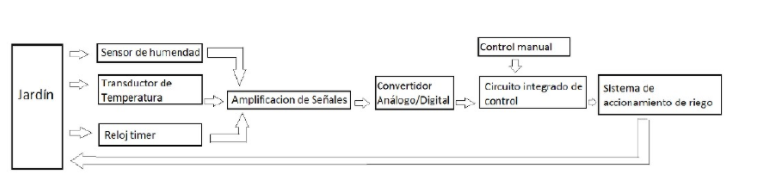 Jardín
Sensor de humendad
Transductor de
Temperatura
Reloj timer
Amplificacion de Señales
Convertidor
Análogo/Digital
Control manual
Circuito integrado de
control
Sistema de
accionamiento de riego